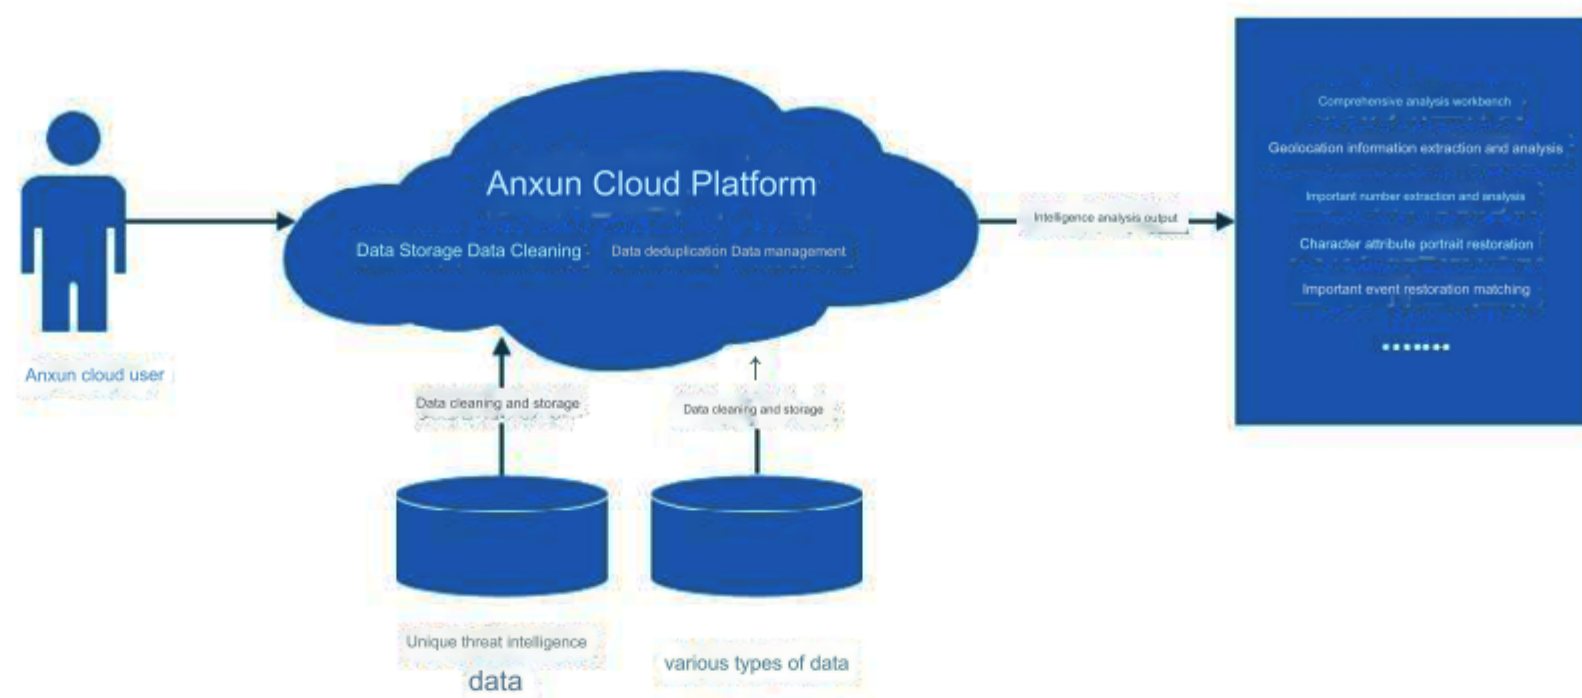 Anxun Cloud Platform
Data Storage Data Cleaning
Data deduplication Data management
Anxun cloud user
Data cleaning and storage
Data cleaning and storage
Unique threat intelligence
data
various types of data
Intelligence analysis output
Comprehensive analysis workbench
Geolocation information extraction and analysis
Important number extraction and analysis
Character attribute portrait restoration
Important event restoration matching